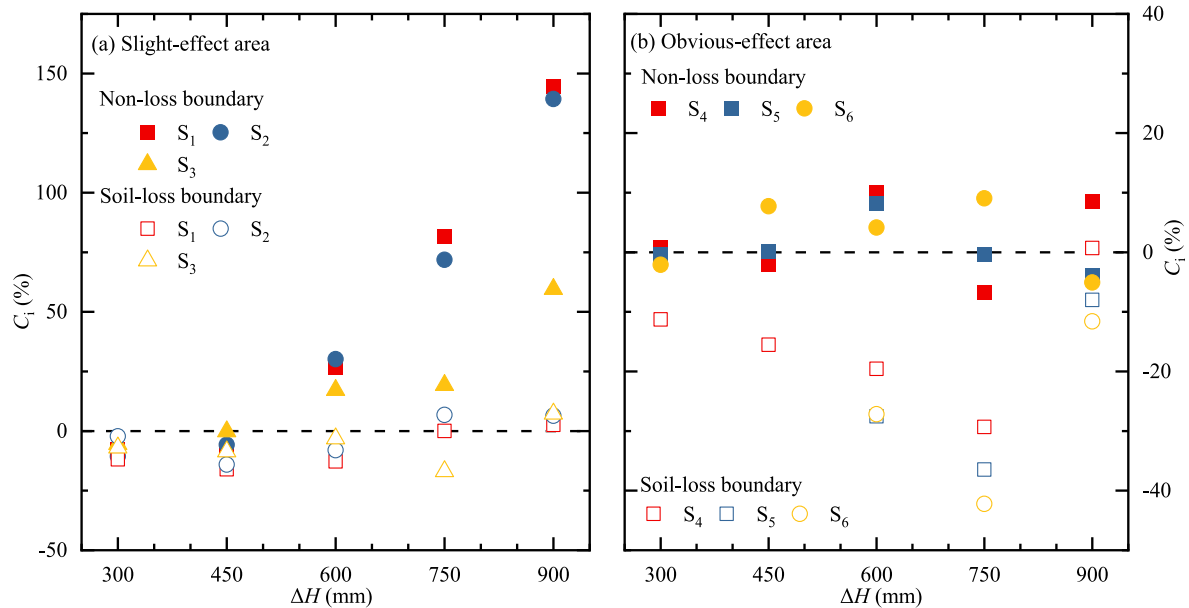 (a) Slight-effect area
Non-loss boundary
S₁ S₂
S₃
Soil-loss boundary
S₁ S₂
S₃
150
100
50
0
-50
Cᵢ (%)
300 450 600 750 900
ΔH (mm)
(b) Obvious-effect area
Non-loss boundary
S₄ S₅ S₆
Soil-loss boundary
S₄ S₅ S₆
40
20
0
-20
-40
Cᵢ (%)
300 450 600 750 900
ΔH (mm)